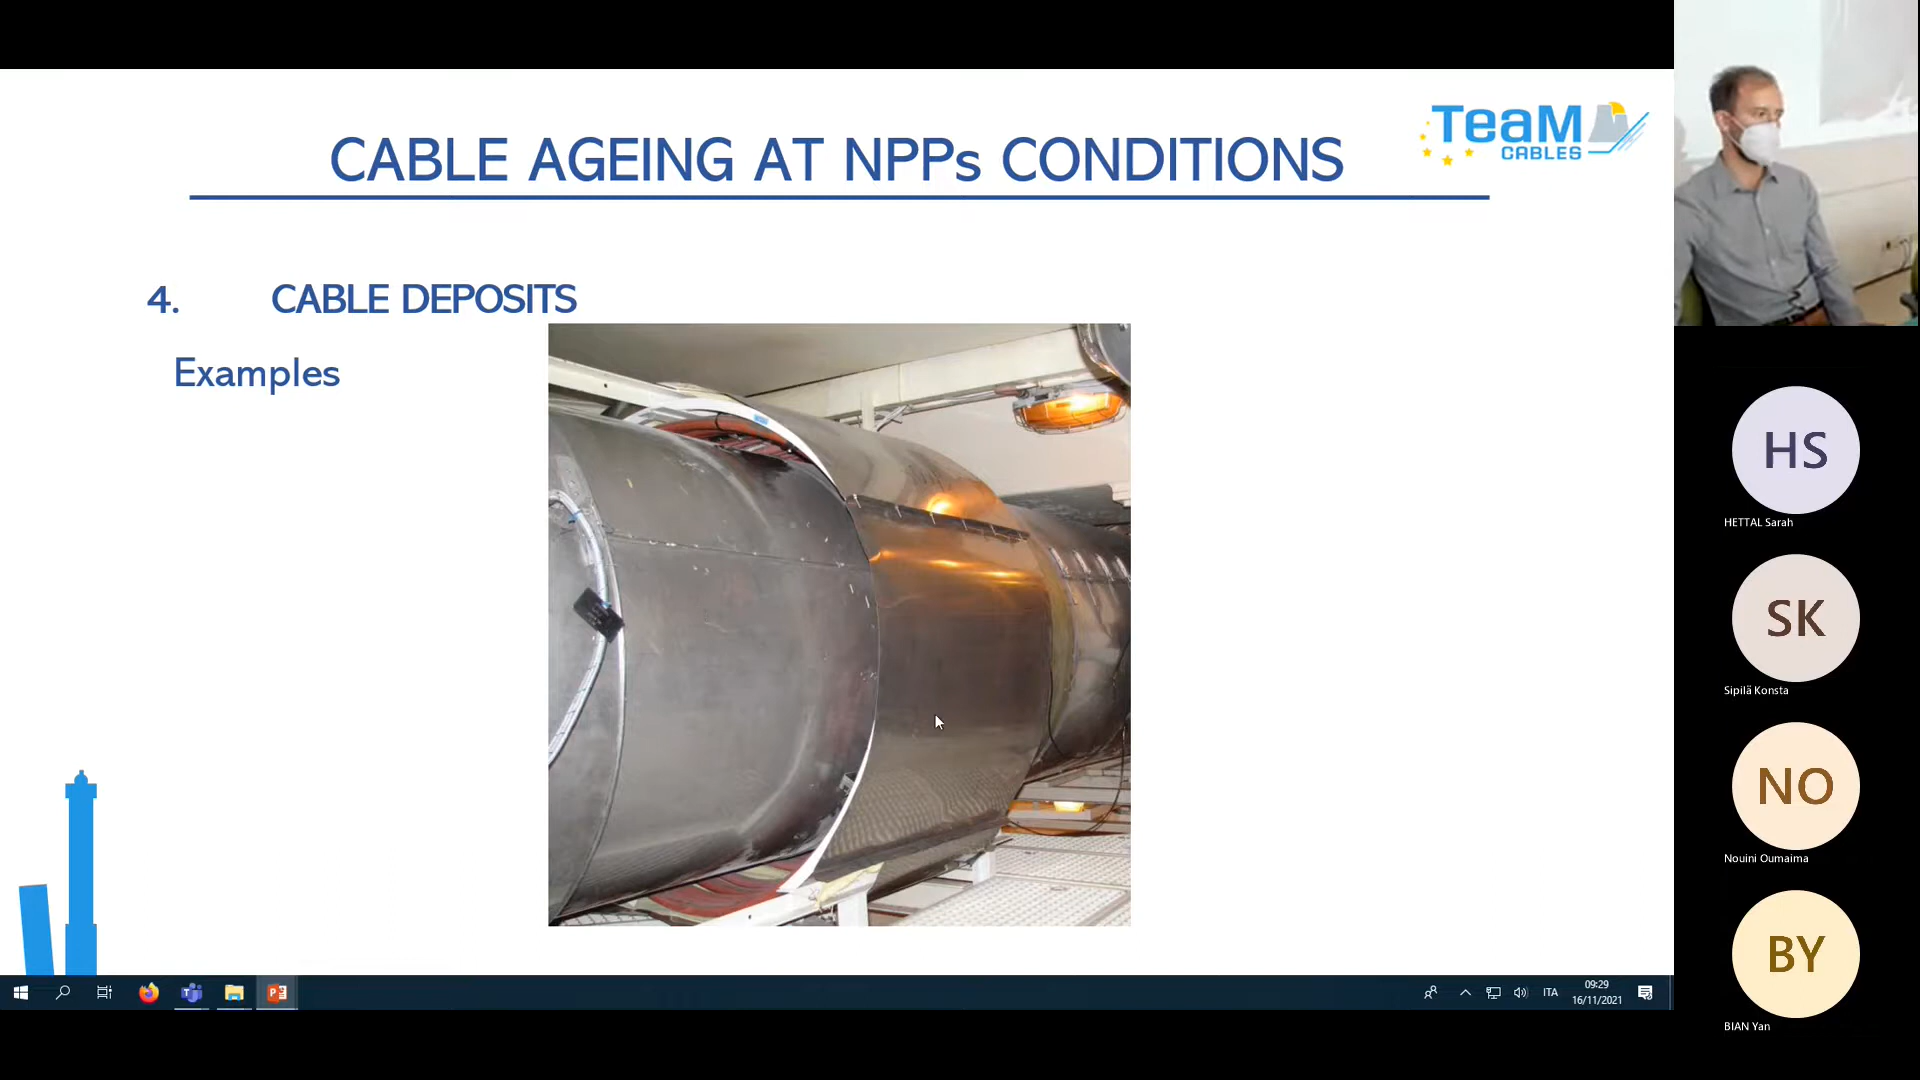 CABLE AGEING AT NPPs CONDITIONS
TeaM
CABLES
4. CABLE DEPOSITS
Examples
HS
HETTAL Sarah
SK
Sipilä Konsta
NO
Nouini Oumaima
BY
BIAN Yan
ITA
09:29
16/11/2021